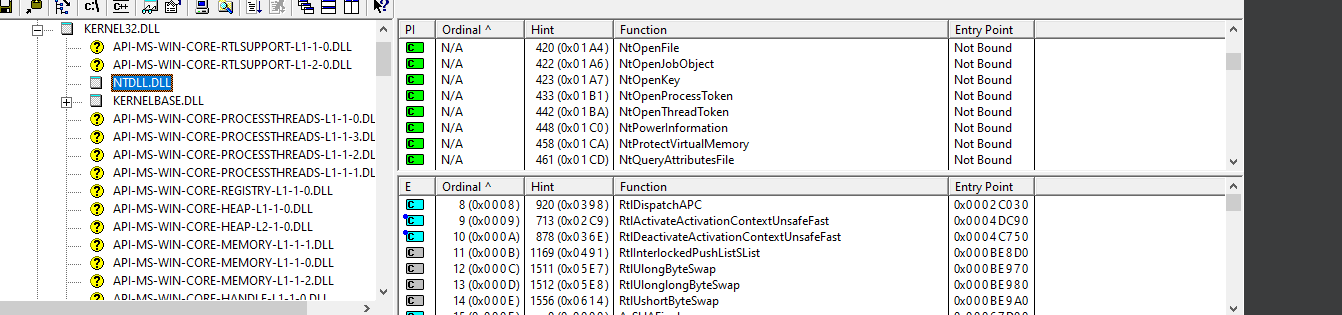 c:\ C++
KERNEL32.DLL
API-MS-WIN-CORE-RTLSUPPORT-L1-1-0.DLL
API-MS-WIN-CORE-RTLSUPPORT-L1-2-0.DLL
NTDLL.DLL
KERNELBASE.DLL
API-MS-WIN-CORE-PROCESSTHREADS-L1-1-0.DL
API-MS-WIN-CORE-PROCESSTHREADS-L1-1-3.DL
API-MS-WIN-CORE-PROCESSTHREADS-L1-1-2.DL
API-MS-WIN-CORE-PROCESSTHREADS-L1-1-1.DL
API-MS-WIN-CORE-REGISTRY-L1-1-0.DLL
API-MS-WIN-CORE-HEAP-L1-1-0.DLL
API-MS-WIN-CORE-HEAP-L2-1-0.DLL
API-MS-WIN-CORE-MEMORY-L1-1-1.DLL
API-MS-WIN-CORE-MEMORY-L1-1-0.DLL
API-MS-WIN-CORE-MEMORY-L1-1-2.DLL
API-MS-WIN-CORE-HANDLE-L1-1-0.DLL
PI Ordinal ^ Hint Function Entry Point
C N/A 420 (0x01A4) NtOpenFile Not Bound
C N/A 422 (0x01A6) NtOpenJobObject Not Bound
C N/A 423 (0x01A7) NtOpenKey Not Bound
C N/A 433 (0x01B1) NtOpenProcessToken Not Bound
C N/A 442 (0x01BA) NtOpenThreadToken Not Bound
C N/A 448 (0x01C0) NtPowerInformation Not Bound
C N/A 458 (0x01CA) NtProtectVirtualMemory Not Bound
C N/A 461 (0x01CD) NtQueryAttributesFile Not Bound
E Ordinal ^ Hint Function Entry Point
C 8 (0x0008) 920 (0x0398) RtlDispatchAPC 0x0002C030
C 9 (0x0009) 713 (0x02C9) RtlActivateActivationContextUnsafeFast 0x0004DC90
C 10 (0x000A) 878 (0x036E) RtlDeactivateActivationContextUnsafeFast 0x0004C750
C 11 (0x000B) 1169 (0x0491) RtlInterlockedPushListSList 0x000BE8D0
C 12 (0x000C) 1511 (0x05E7) RtlUlongByteSwap 0x000BE970
C 13 (0x000D) 1512 (0x05E8) RtlUlonglongByteSwap 0x000BE980
C 14 (0x000E) 1556 (0x0614) RtlUshortByteSwap 0x000BE9A0